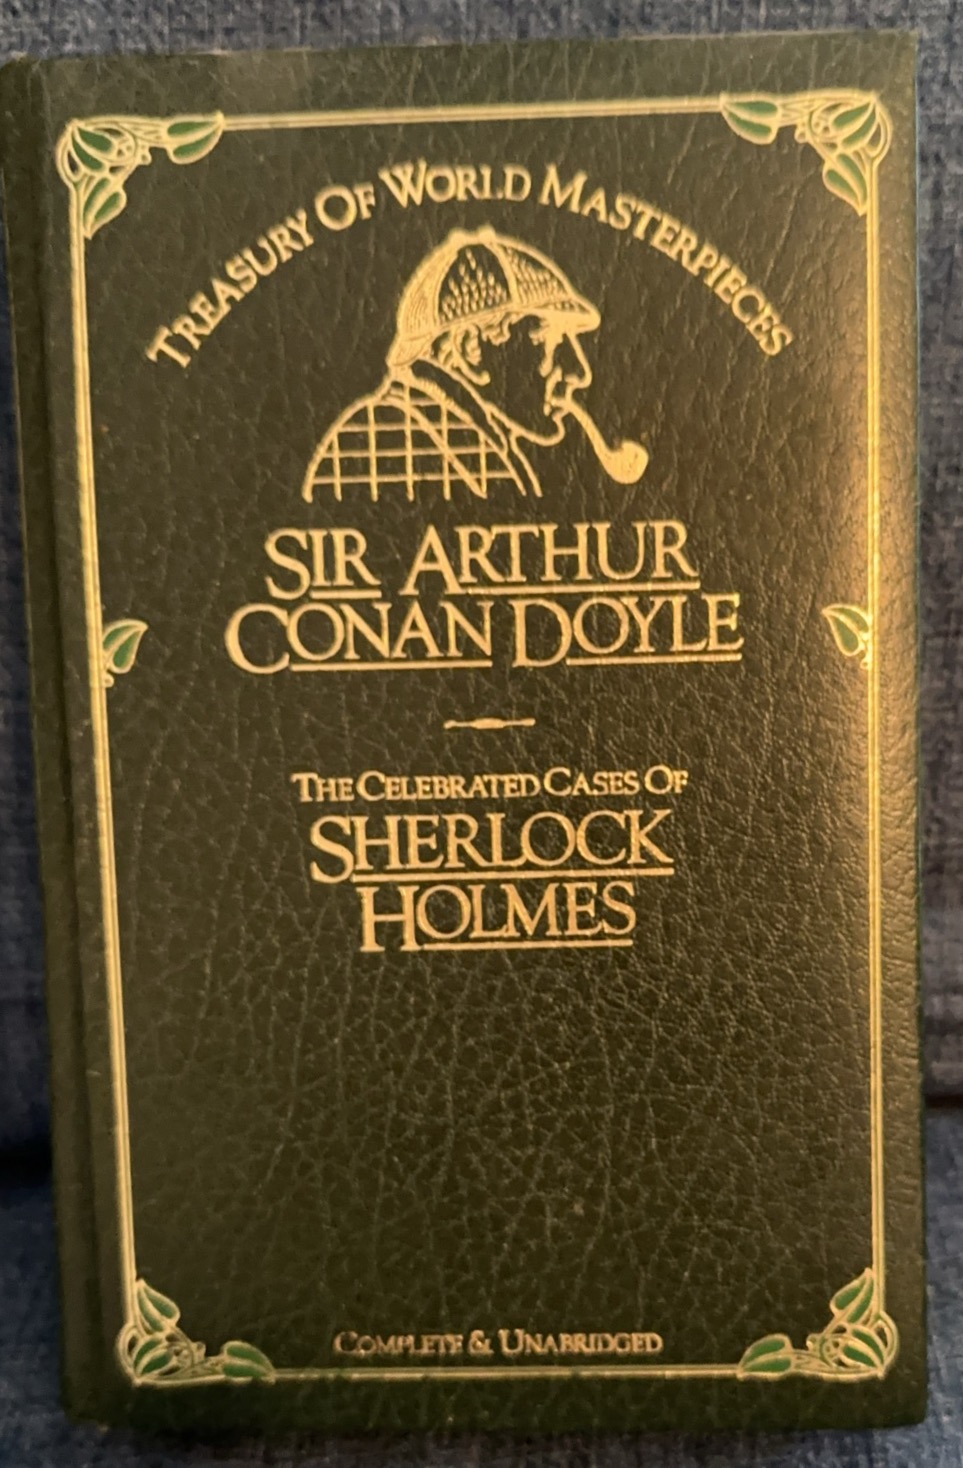 Treasury Of World Masterpieces
Sir Arthur
Conan Doyle
The Celebrated Cases Of
Sherlock
Holmes
Complete & Unabridged